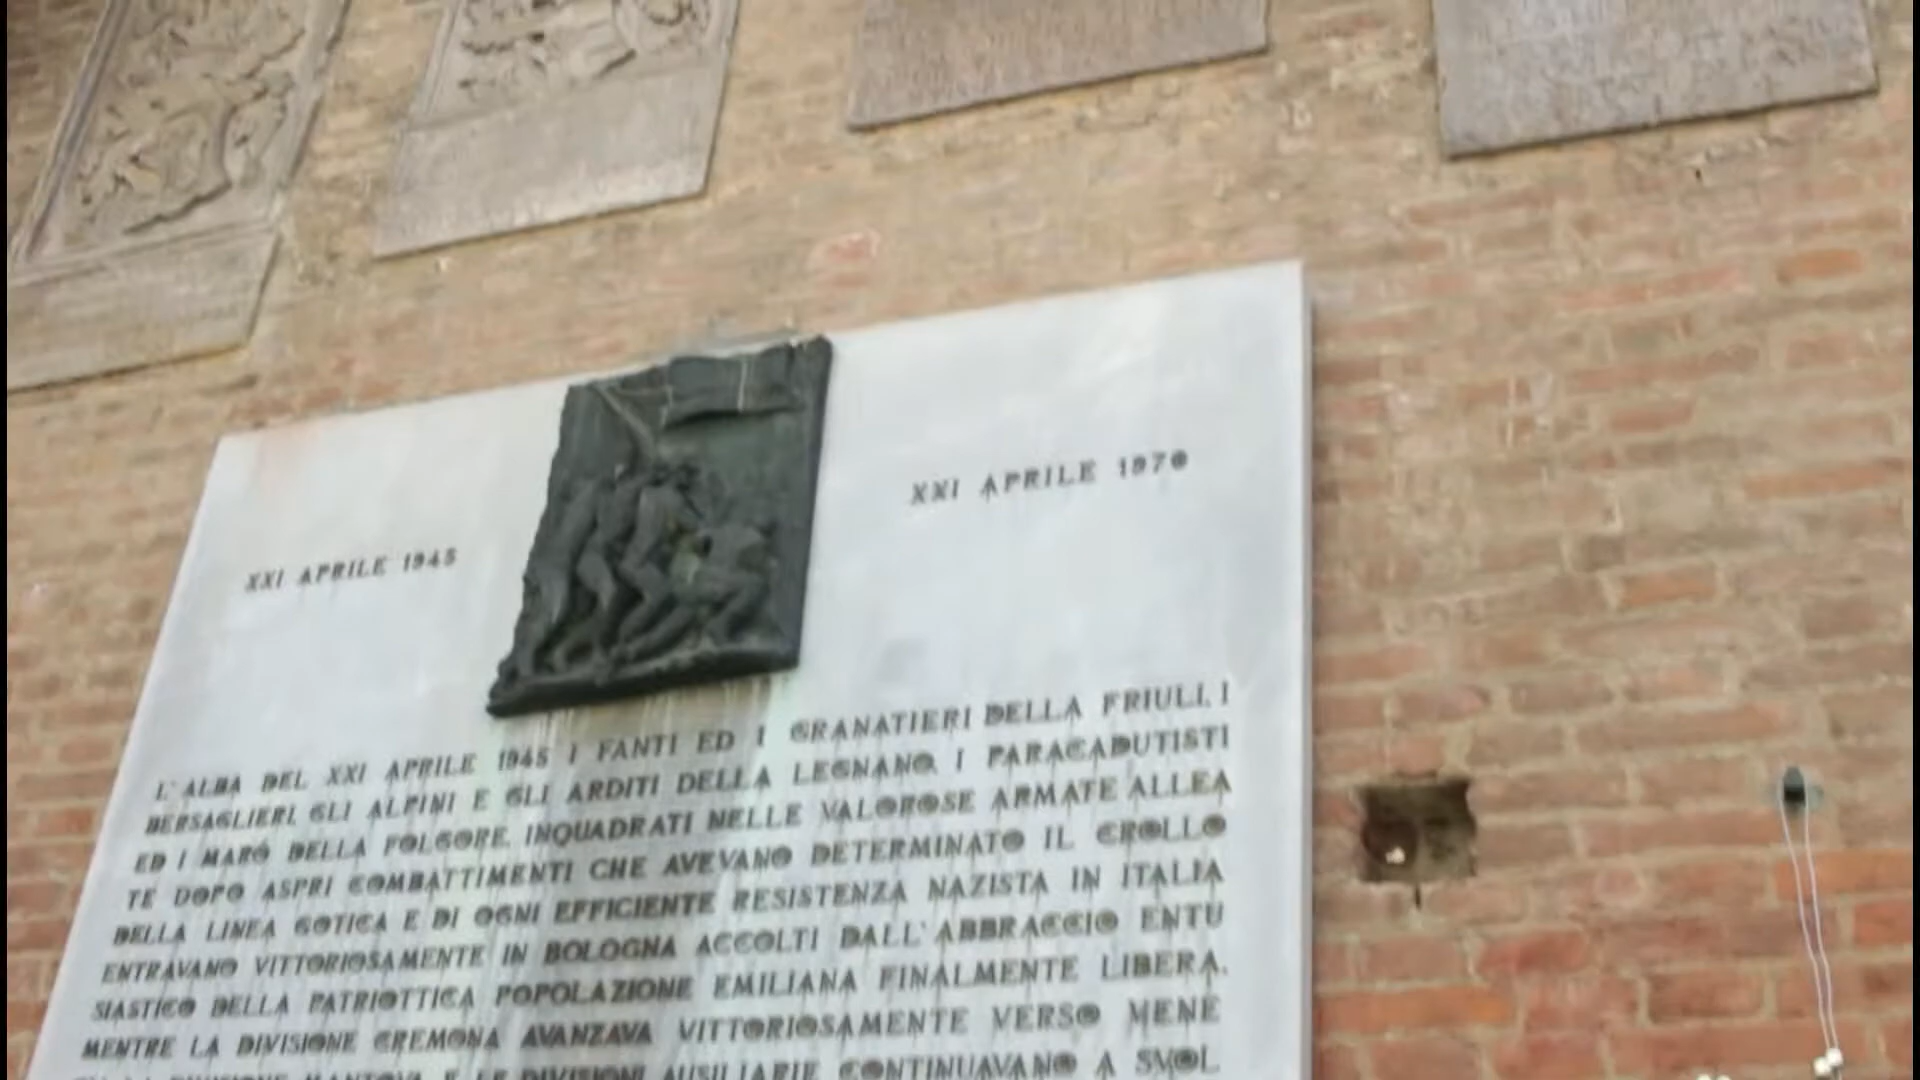 XXI APRILE 1945
XXI APRILE 1970
L'ALBA DEL XXI APRILE 1945 I FANTI ED I GRANATIERI DELLA FRIULI, I
BERSAGLIERI, GLI ALPINI E GLI ARDITI DELLA LEGNANO, I PARACADUTISTI
ED I MARÒ DELLA FOLGORE, INQUADRATI NELLE VALOROSE ARMATE ALLEA
TE DOPO ASPRI COMBATTIMENTI CHE AVEVANO DETERMINATO IL CROLLO
DELLA LINEA GOTICA E DI OGNI EFFICIENTE RESISTENZA NAZISTA IN ITALIA
ENTRAVANO VITTORIOSAMENTE IN BOLOGNA ACCOLTI DALL'ABBRACCIO ENTU
SIASTICO DELLA PATRIOTTICA POPOLAZIONE EMILIANA FINALMENTE LIBERA.
MENTRE LA DIVISIONE CREMONA AVANZAVA VITTORIOSAMENTE VERSO VENE
LA DIVISIONE MANTOVA E LE DIVISIONI AUSILIARIE CONTINUAVANO A SVOL